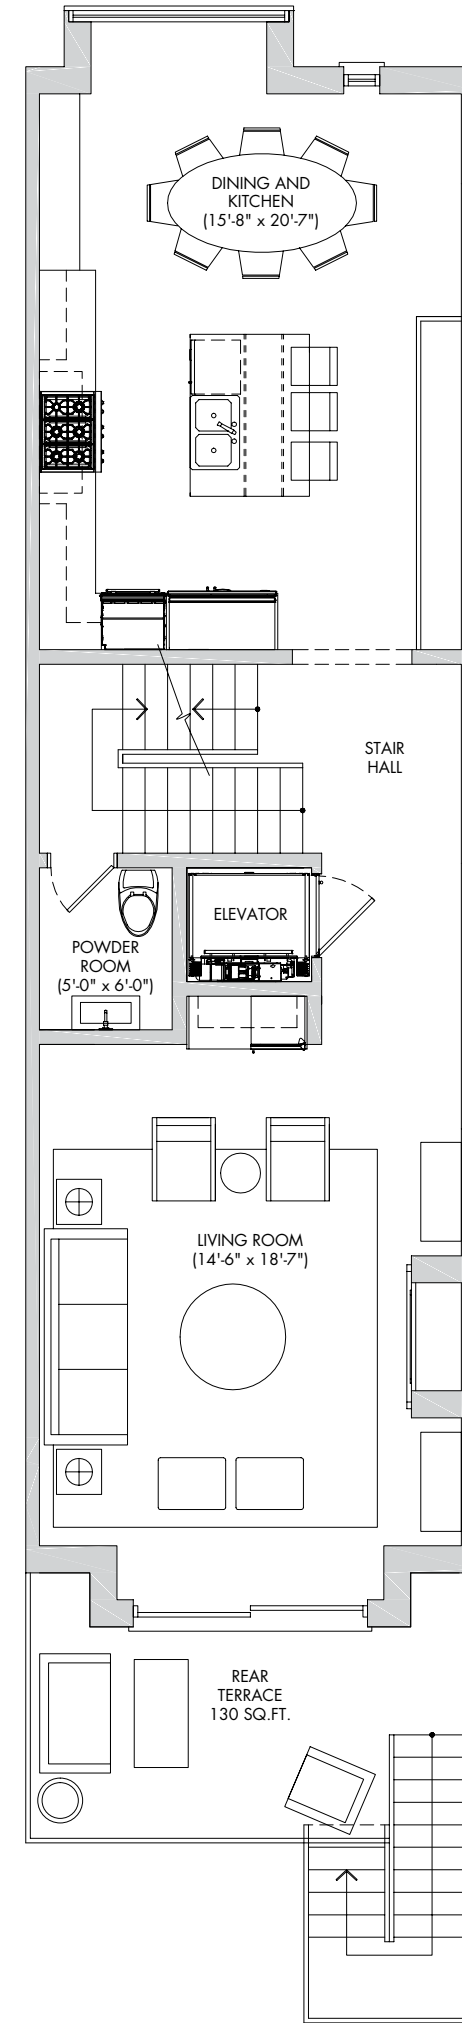 DINING AND
KITCHEN
(15'-8" x 20'-7")
STAIR
HALL
ELEVATOR
POWDER
ROOM
(5'-0" x 6'-0")
LIVING ROOM
(14'-6" x 18'-7")
REAR
TERRACE
130 SQ.FT.